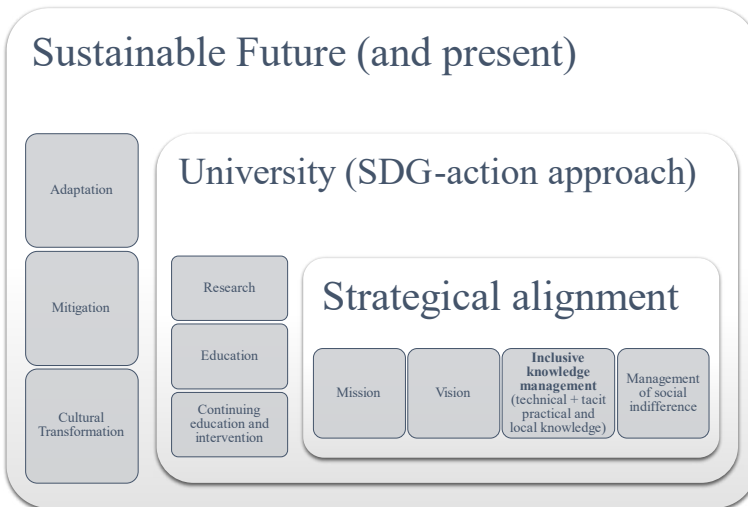 Sustainable Future (and present)
Adaptation
Mitigation
Cultural
Transformation
University (SDG-action approach)
Research
Education
Continuing
education and
intervention
Strategical alignment
Mission
Vision
Inclusive
knowledge
management
(technical + tacit
practical and
local knowledge)
Management
of social
indifference